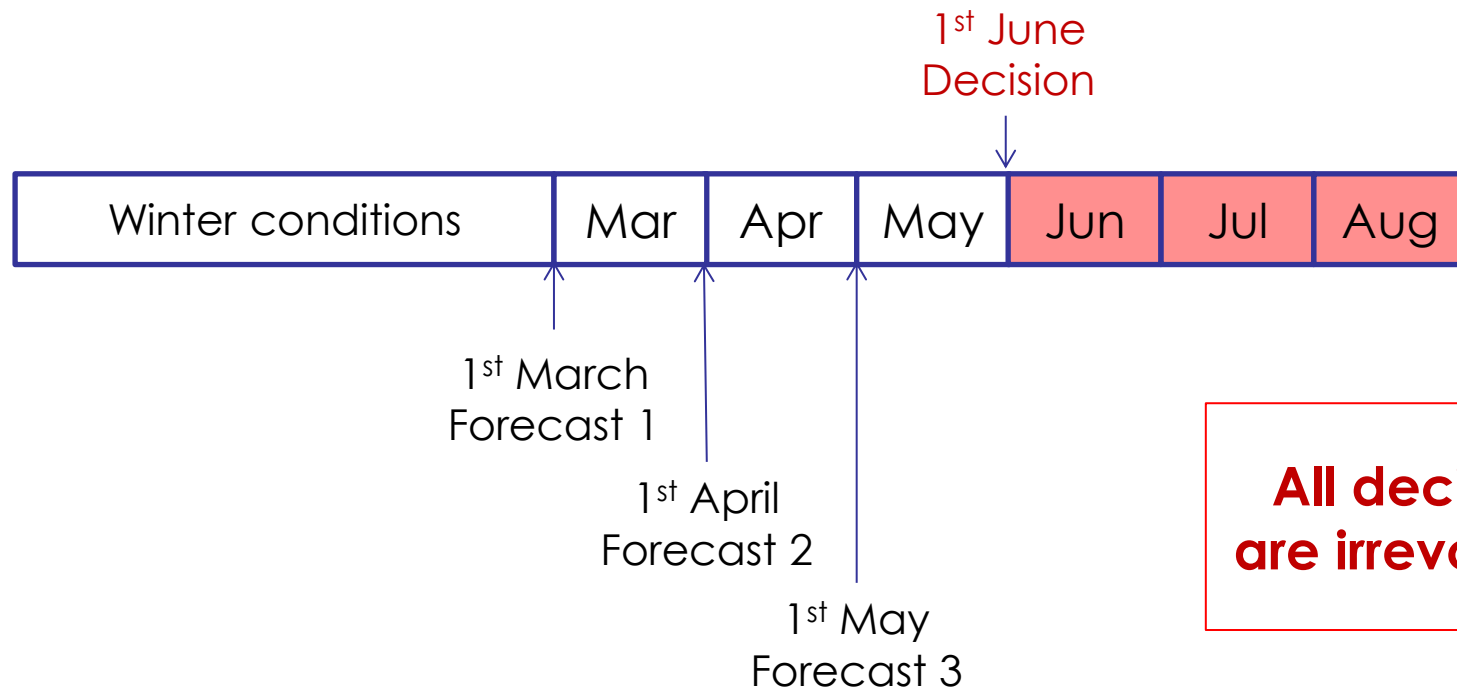 1st June
Decision
Winter conditions
Mar
Apr
May
Jun
Jul
Aug
1st March
Forecast 1
1st April
Forecast 2
1st May
Forecast 3
All dec
are irrev